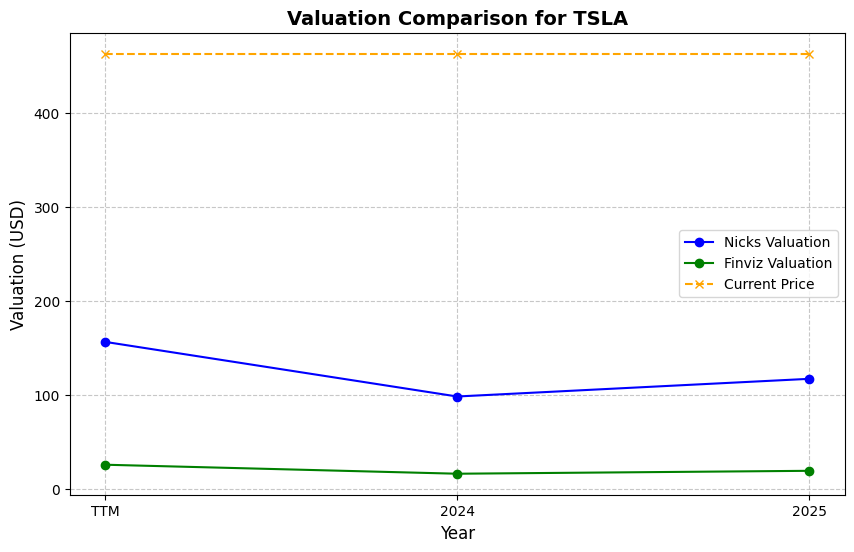 Valuation Comparison for TSLA
Valuation (USD)
400
300
200
100
0
Nicks Valuation
Finviz Valuation
Current Price
TTM
2024
2025
Year